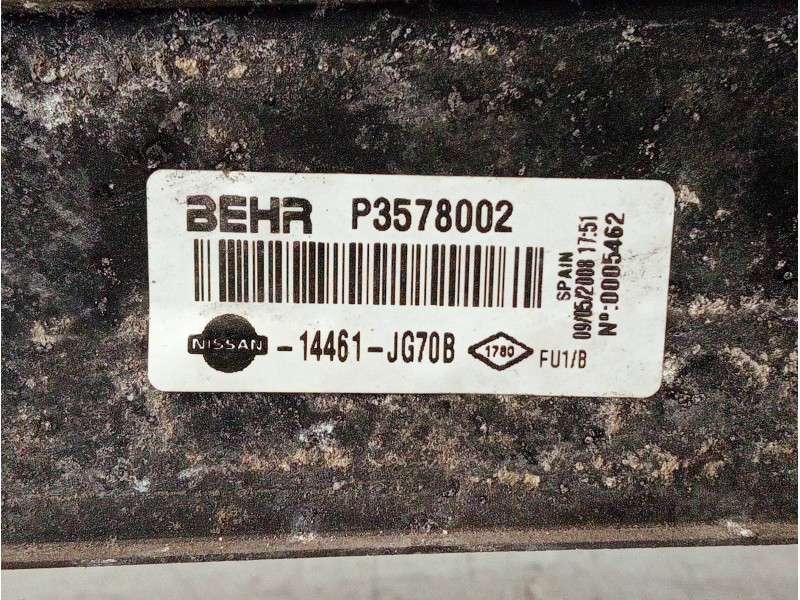 BEHR P3578002
NISSAN -14461-JG70B 1780 FU1/B
SPAIN
09/05/2008 17:51
Nº:0005462